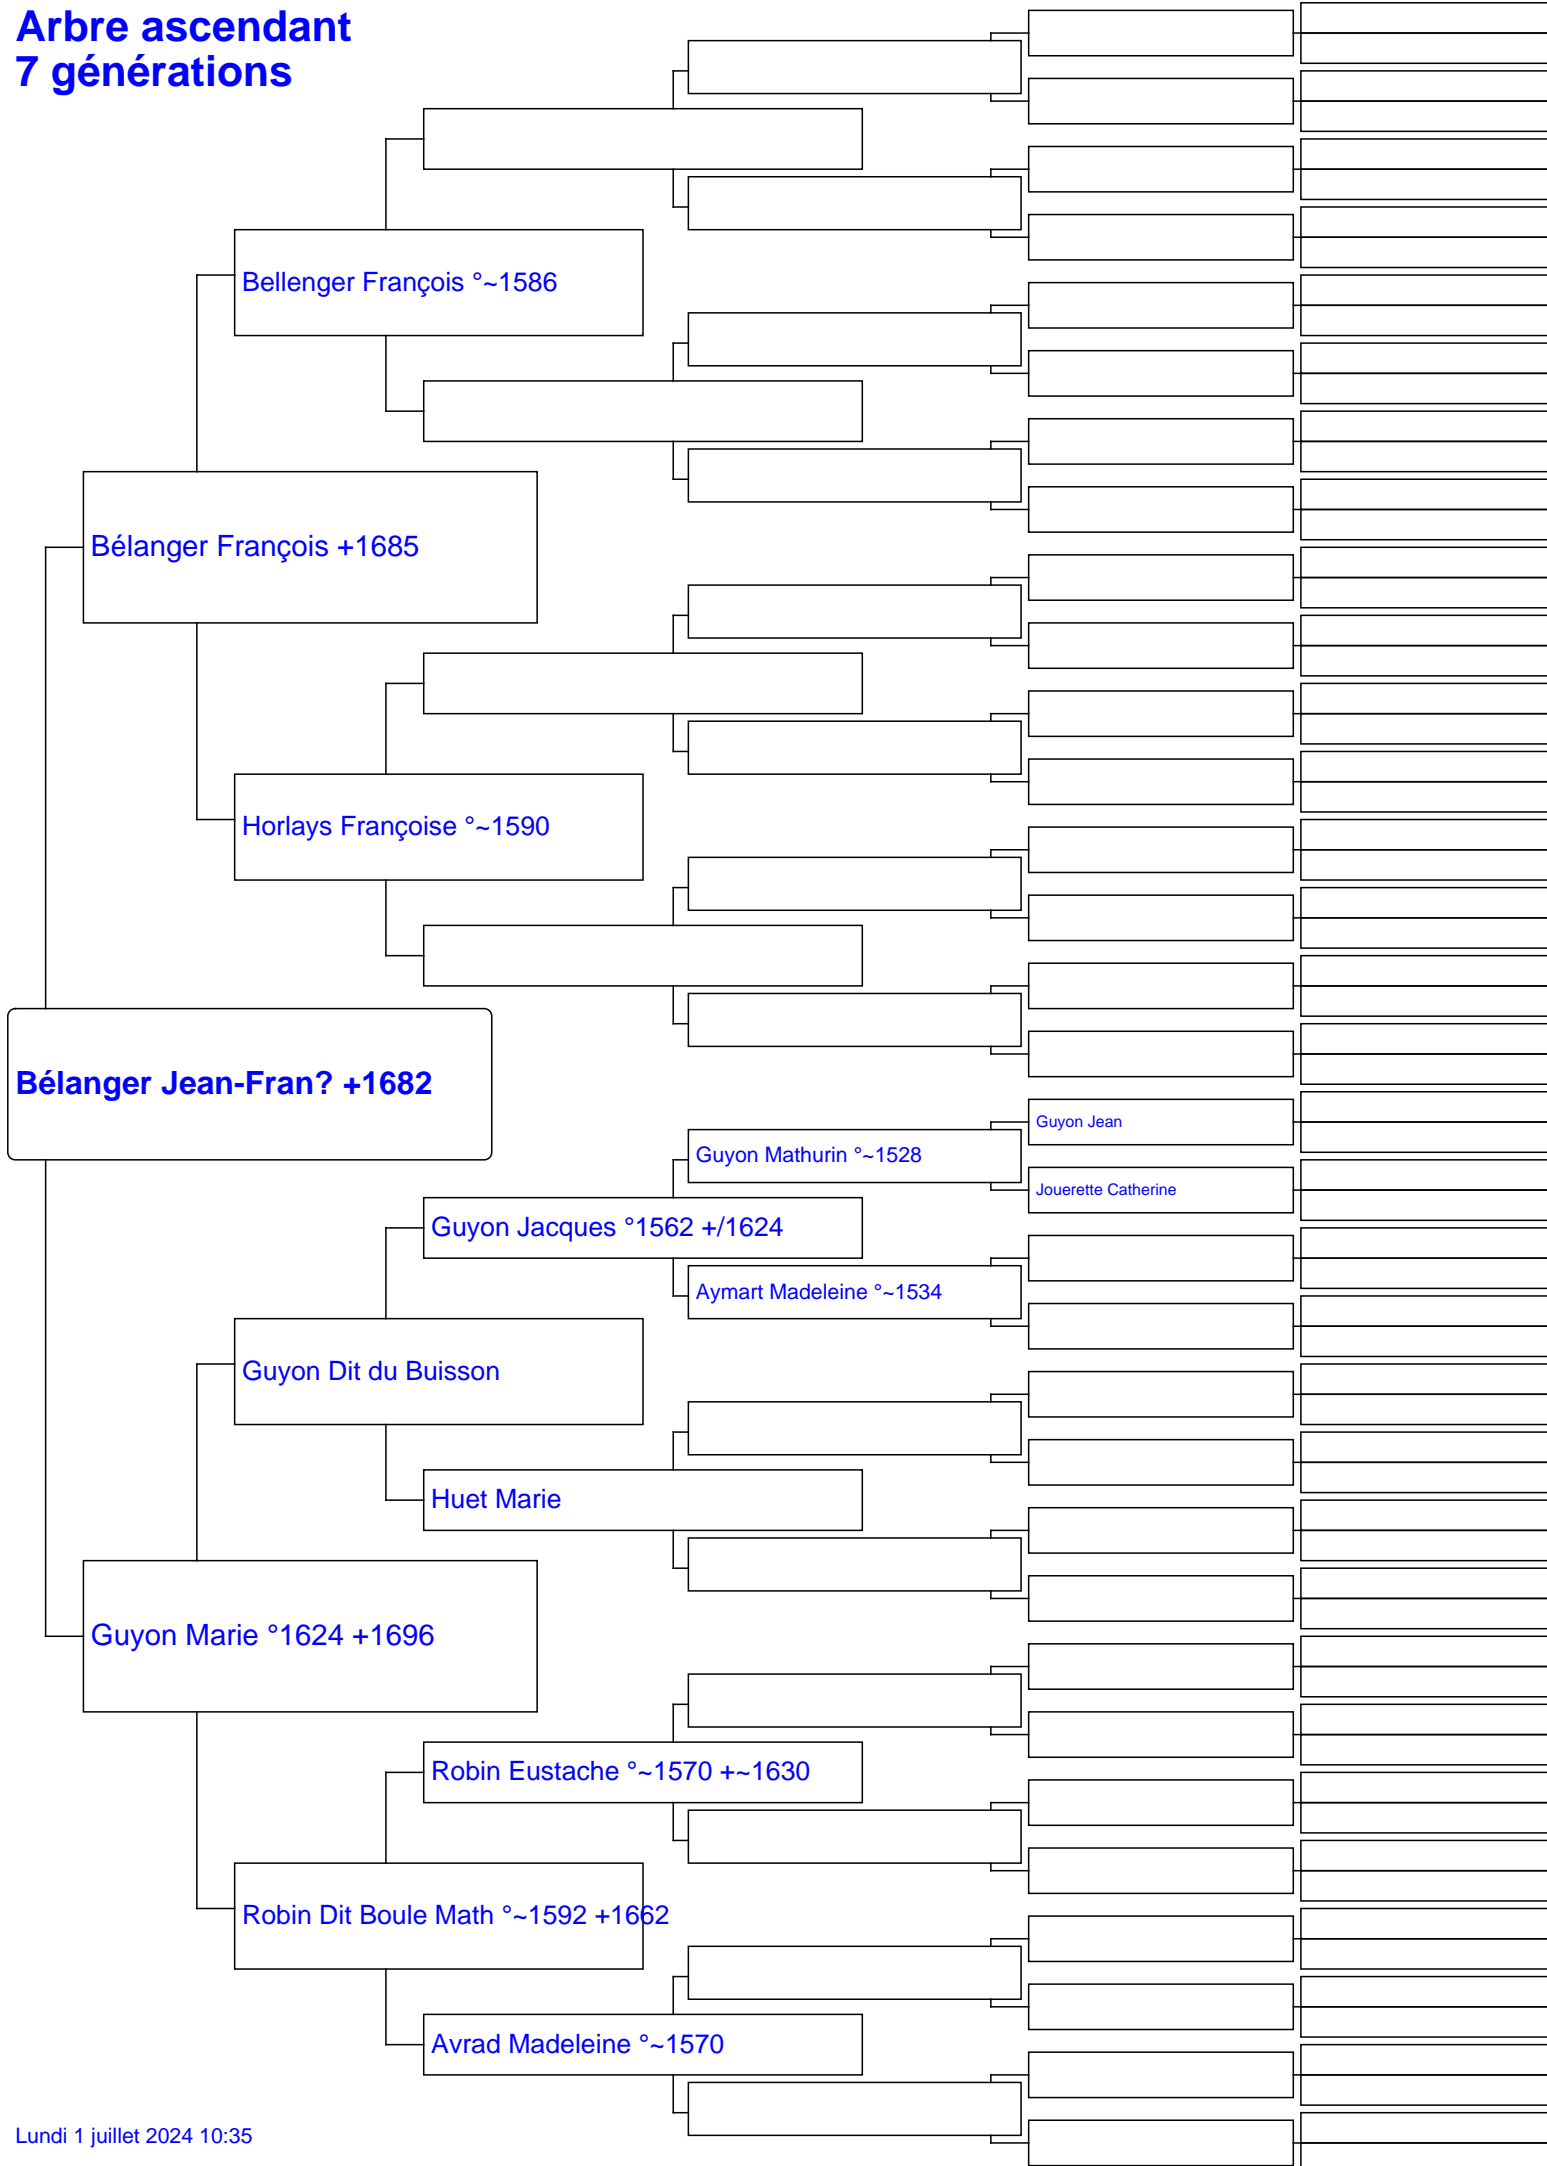 Arbre ascendant
7 générations
Bellenger François °~1586
Bélanger François +1685
Horlays Françoise °~1590
Bélanger Jean-Fran? +1682
Guyon Jean
Guyon Mathurin °~1528
Jouerette Catherine
Guyon Jacques °1562 +/1624
Aymart Madeleine °~1534
Guyon Dit du Buisson
Huet Marie
Guyon Marie °1624 +1696
Robin Eustache °~1570 +~1630
Robin Dit Boule Math °~1592 +1662
Avrad Madeleine °~1570
Lundi 1 juillet 2024 10:35